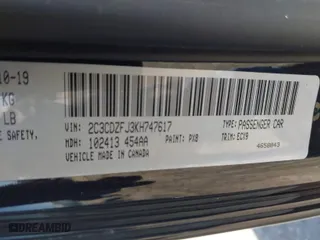 10-19
KG
LB
E SAFETY.
VIN: 2C3CDZFJ3KH747617
TYPE: PASSENGER CAR
MDH: 102413 454AA
PAINT: PX8
TRIM: ECX9
VEHICLE MADE IN CANADA
4658043
DREAMBID